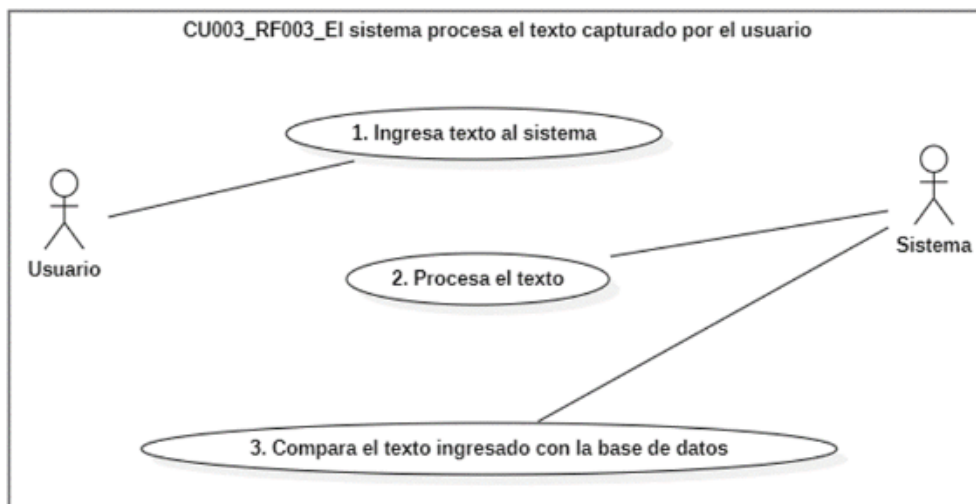 CU003_RF003_El sistema procesa el texto capturado por el usuario
1. Ingresa texto al sistema
Usuario
Sistema
2. Procesa el texto
3. Compara el texto ingresado con la base de datos